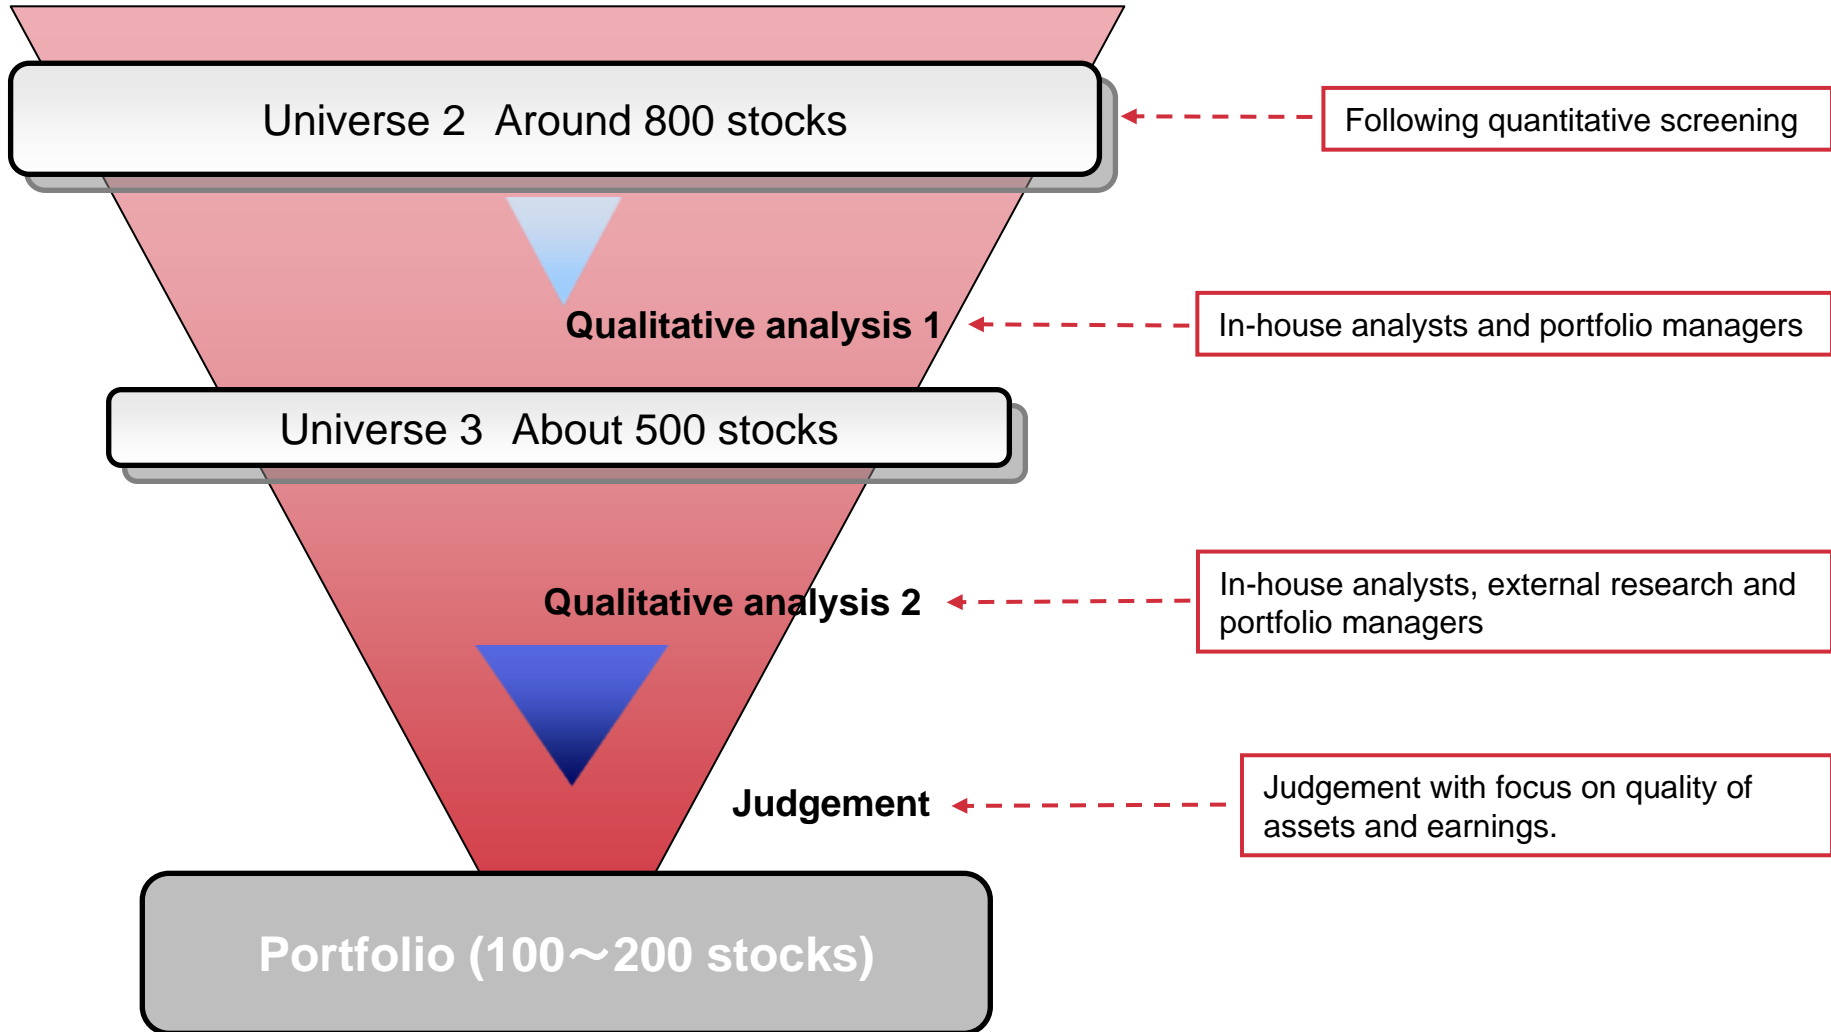 Universe 2 Around 800 stocks
Following quantitative screening
Qualitative analysis 1
In-house analysts and portfolio managers
Universe 3 About 500 stocks
Qualitative analysis 2
In-house analysts, external research and
portfolio managers
Judgement
Judgement with focus on quality of
assets and earnings.
Portfolio (100～200 stocks)